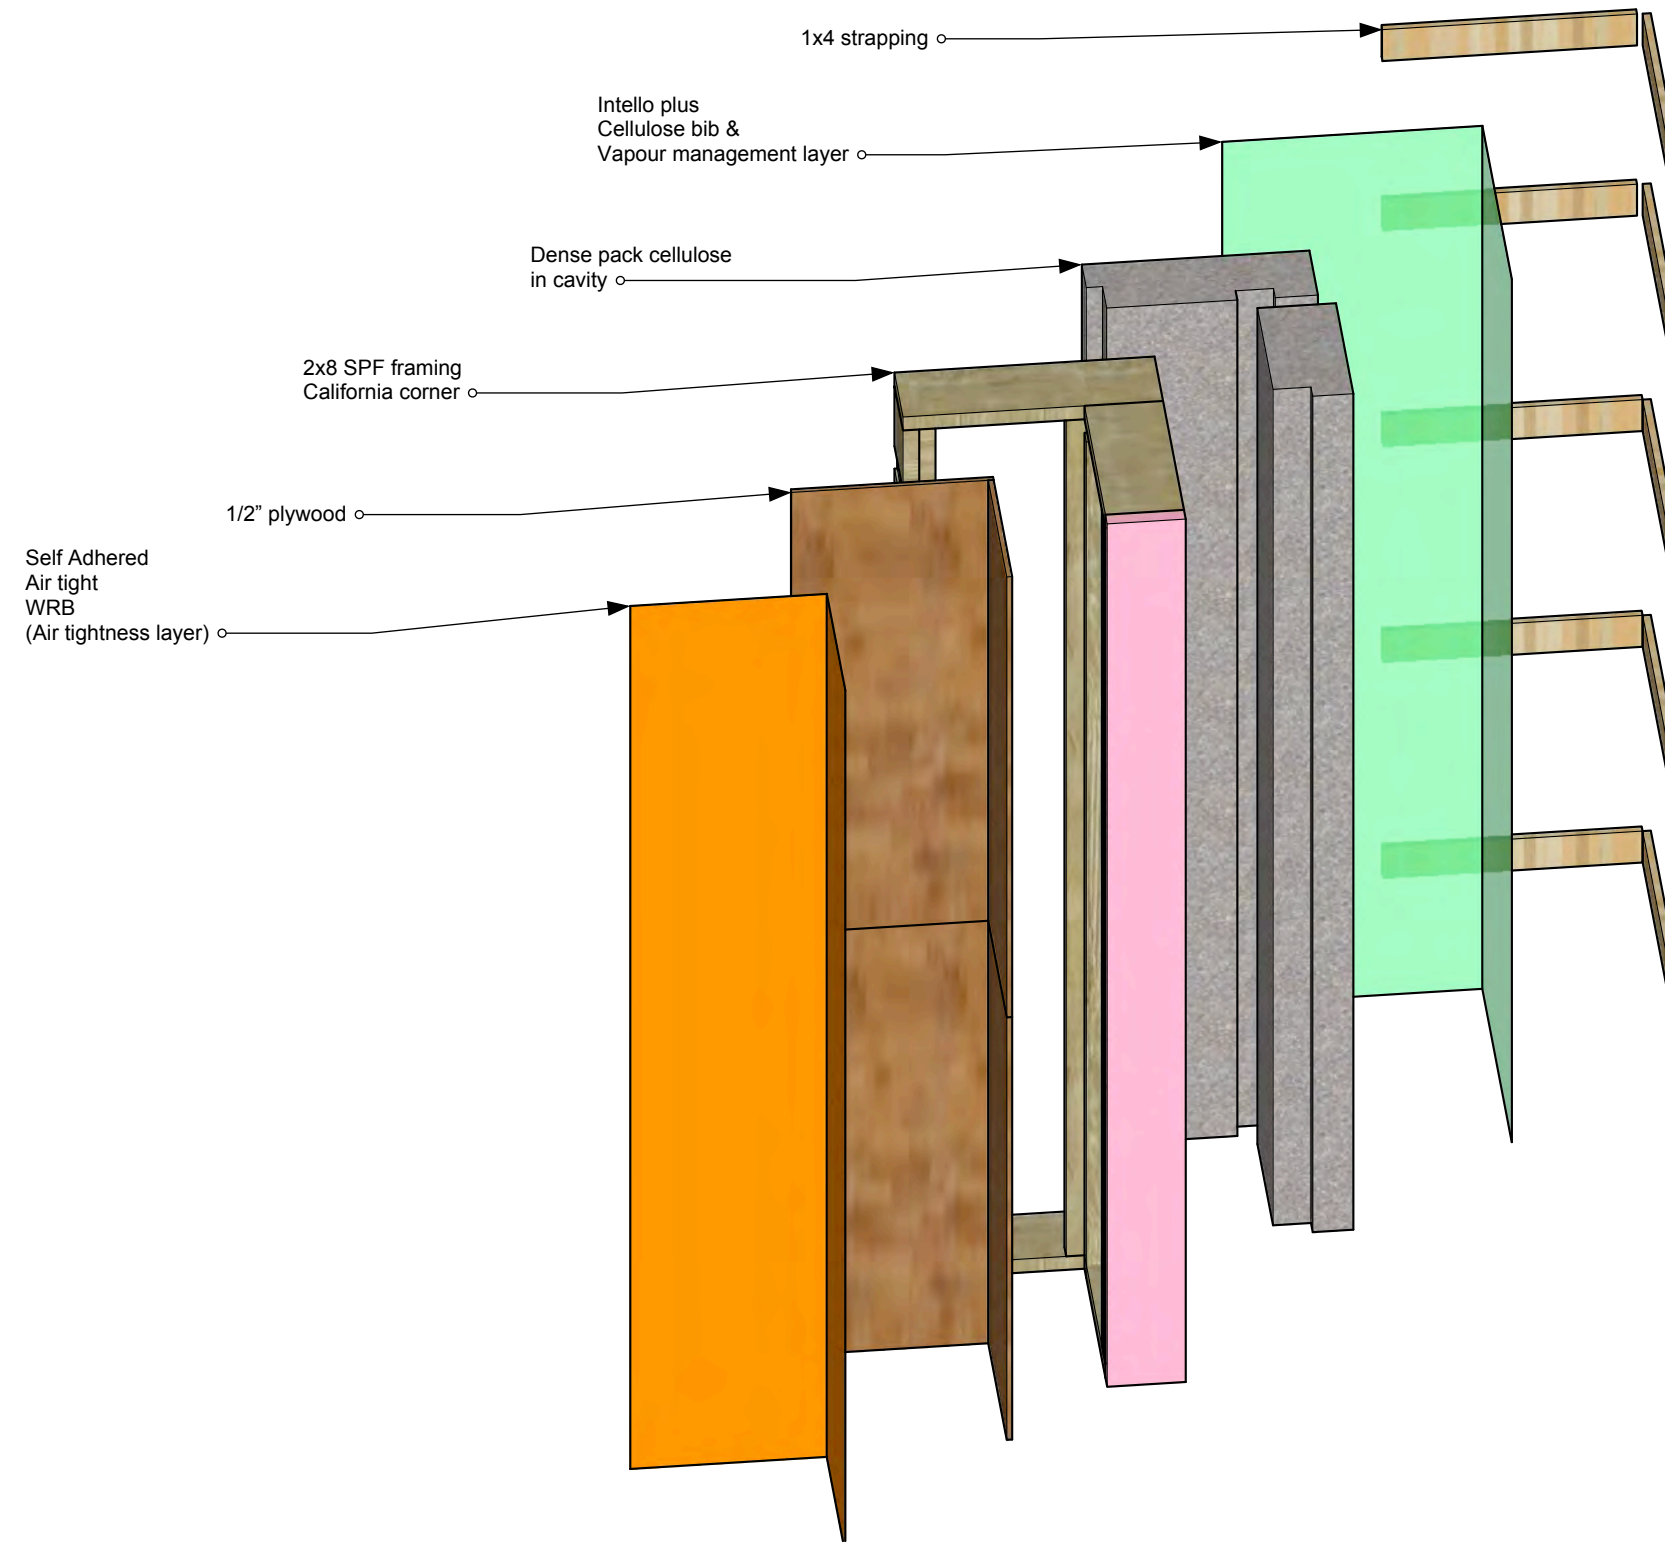 1x4 strapping
Intello plus
Cellulose bib &
Vapour management layer
Dense pack cellulose
in cavity
2x8 SPF framing
California corner
1/2” plywood
Self Adhered
Air tight
WRB
(Air tightness layer)